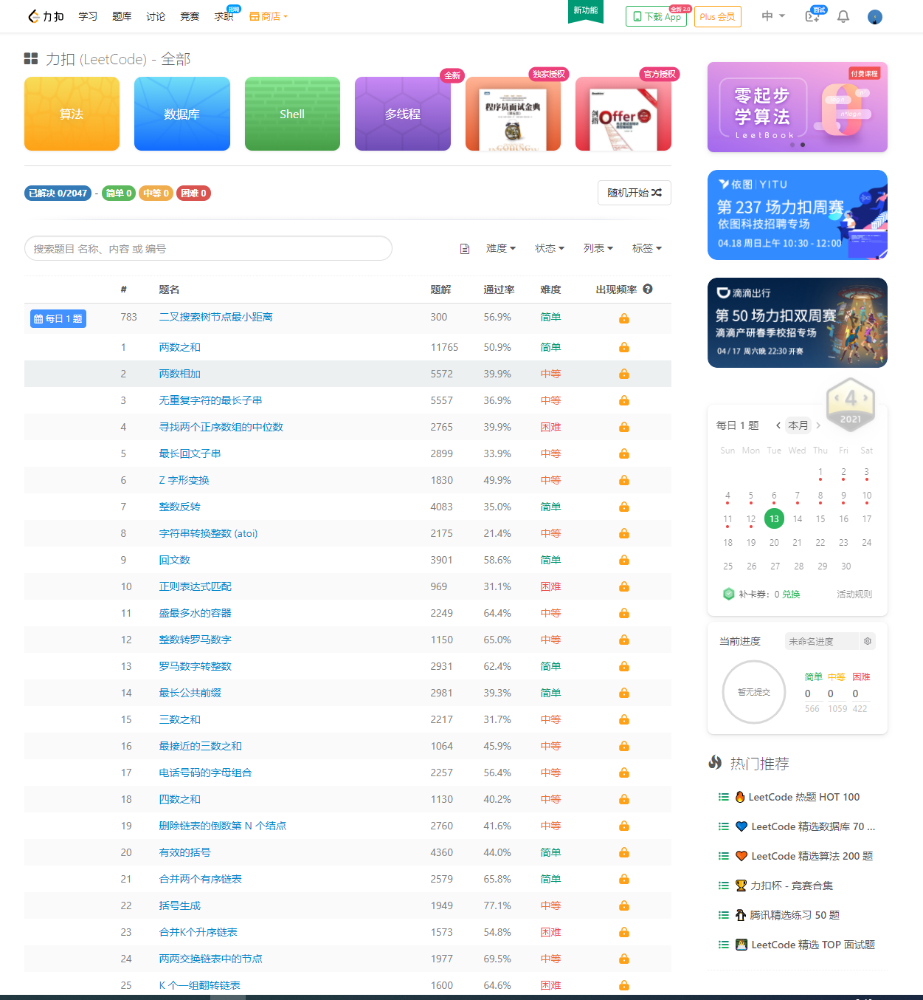 力扣 学习 题库 讨论 竞赛 求职 招聘 商店 新功能 下载 App 全新 2.0 Plus 会员 中 面试
力扣 (LeetCode) - 全部
算法 数据库 Shell 多线程 全新 独家授权 程序员面试金典 官方授权 剑指Offer
已解决 0/2047 - 简单 0 中等 0 困难 0 随机开始
搜索题目 名称、内容 或 编号 难度 状态 列表 标签
# 题名 题解 通过率 难度 出现频率
每日 1 题 783 二叉搜索树节点最小距离 300 56.9% 简单
1 两数之和 11765 50.9% 简单
2 两数相加 5572 39.9% 中等
3 无重复字符的最长子串 5557 36.9% 中等
4 寻找两个正序数组的中位数 2765 39.9% 困难
5 最长回文子串 2899 33.9% 中等
6 Z 字形变换 1830 49.9% 中等
7 整数反转 4083 35.0% 简单
8 字符串转换整数 (atoi) 2175 21.4% 中等
9 回文数 3901 58.6% 简单
10 正则表达式匹配 969 31.1% 困难
11 盛最多水的容器 2249 64.4% 中等
12 整数转罗马数字 1150 65.0% 中等
13 罗马数字转整数 2931 62.4% 简单
14 最长公共前缀 2981 39.3% 简单
15 三数之和 2217 31.7% 中等
16 最接近的三数之和 1064 45.9% 中等
17 电话号码的字母组合 2257 56.4% 中等
18 四数之和 1130 40.2% 中等
19 删除链表的倒数第 N 个结点 2760 41.6% 中等
20 有效的括号 4360 44.0% 简单
21 合并两个有序链表 2579 65.8% 简单
22 括号生成 1949 77.1% 中等
23 合并K个升序链表 1573 54.8% 困难
24 两两交换链表中的节点 1977 69.5% 中等
25 K 个一组翻转链表 1600 64.6% 困难
付费课程
零起步
学算法
LeetBook
依图 YITU
第 237 场力扣周赛
依图科技招聘专场
04.18 周日上午 10:30 - 12:00
滴滴出行
第 50 场力扣双周赛
滴滴产研春季校招专场
04 / 17 周六晚 22:30 开赛
4
2021
每日 1 题 本月
Sun Mon Tue Wed Thu Fri Sat
1 2 3
4 5 6 7 8 9 10
11 12 13 14 15 16 17
18 19 20 21 22 23 24
25 26 27 28 29 30
补卡券：0 兑换 活动规则
当前进度 未命名进度
暂无提交
简单 中等 困难
0 0 0
566 1059 422
热门推荐
LeetCode 热题 HOT 100
LeetCode 精选数据库 70 ...
LeetCode 精选算法 200 题
力扣杯 - 竞赛合集
腾讯精选练习 50 题
LeetCode 精选 TOP 面试题